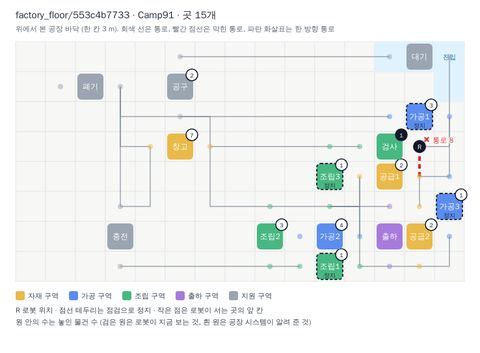 factory_floor/553c4b7733 · Camp91 · 곳 15개
위에서 본 공장 바닥 (한 칸 3 m). 회색 선은 통로, 빨간 점선은 막힌 통로, 파란 화살표는 한 방향 통로
대기
진입
폐기
공구
2
가공1
정지
3
창고
7
검사
1
R
✖ 통로 8
조립3
정지
1
공급1
2
가공3
정지
1
충전
조립2
3
가공2
4
출하
공급2
2
조립1
정지
1
자재 구역
가공 구역
조립 구역
출하 구역
지원 구역
R 로봇 위치 · 점선 테두리는 점검으로 정지 · 작은 점은 로봇이 서는 곳의 앞 칸
원 안의 수는 놓인 물건 수 (검은 원은 로봇이 지금 보는 것, 흰 원은 공장 시스템이 알려 준 것)